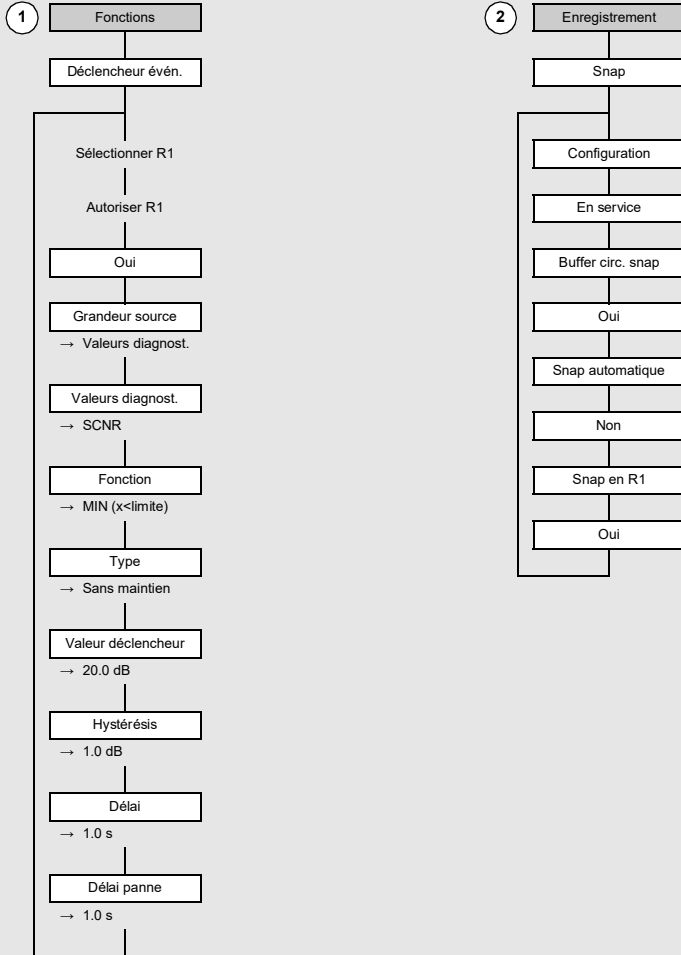 1
Fonctions
Déclencheur évén.
Sélectionner R1
Autoriser R1
Oui
Grandeur source
→ Valeurs diagnost.
Valeurs diagnost.
→ SCNR
Fonction
→ MIN (x<limite)
Type
→ Sans maintien
Valeur déclencheur
→ 20.0 dB
Hystérésis
→ 1.0 dB
Délai
→ 1.0 s
Délai panne
→ 1.0 s
2
Enregistrement
Snap
Configuration
En service
Buffer circ. snap
Oui
Snap automatique
Non
Snap en R1
Oui